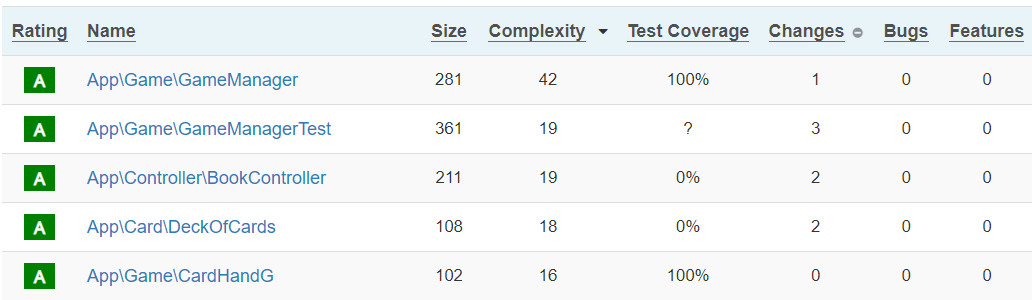 Rating Name Size Complexity Test Coverage Changes Bugs Features
A App\Game\GameManager 281 42 100% 1 0 0
A App\Game\GameManagerTest 361 19 ? 3 0 0
A App\Controller\BookController 211 19 0% 2 0 0
A App\Card\DeckOfCards 108 18 0% 2 0 0
A App\Game\CardHandG 102 16 100% 0 0 0